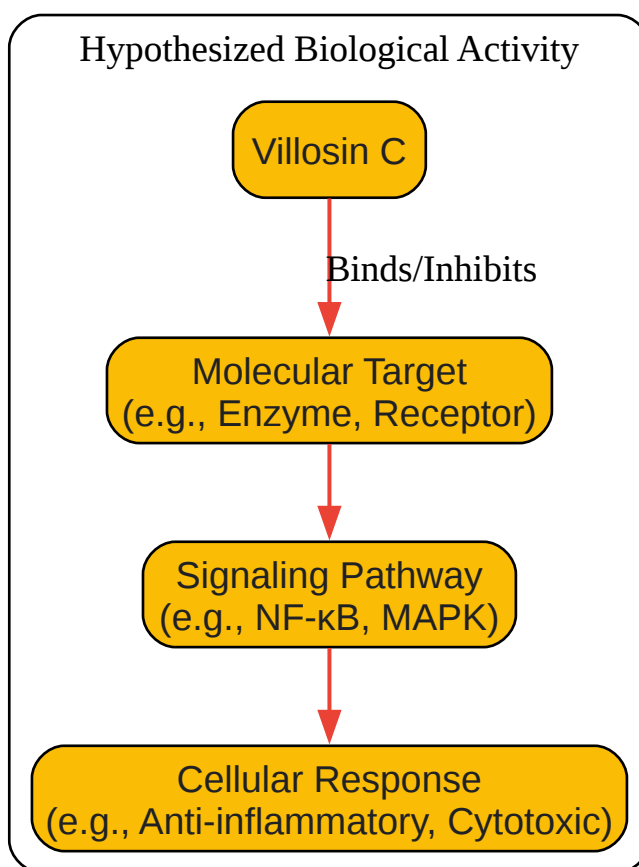 Hypothesized Biological Activity
Villosin C
Binds/Inhibits
Molecular Target
(e.g., Enzyme, Receptor)
Signaling Pathway
(e.g., NF-κB, MAPK)
Cellular Response
(e.g., Anti-inflammatory, Cytotoxic)